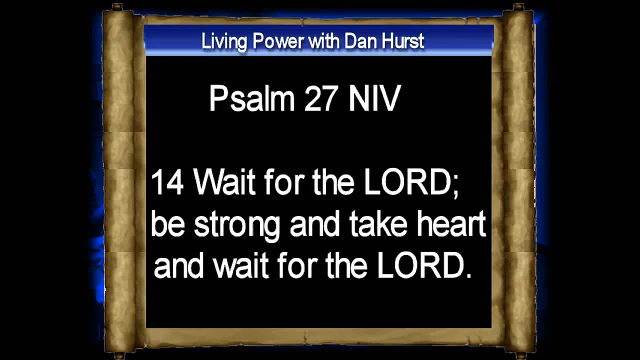 Living Power with Dan Hurst
Psalm 27 NIV
14 Wait for the LORD;
be strong and take heart
and wait for the LORD.